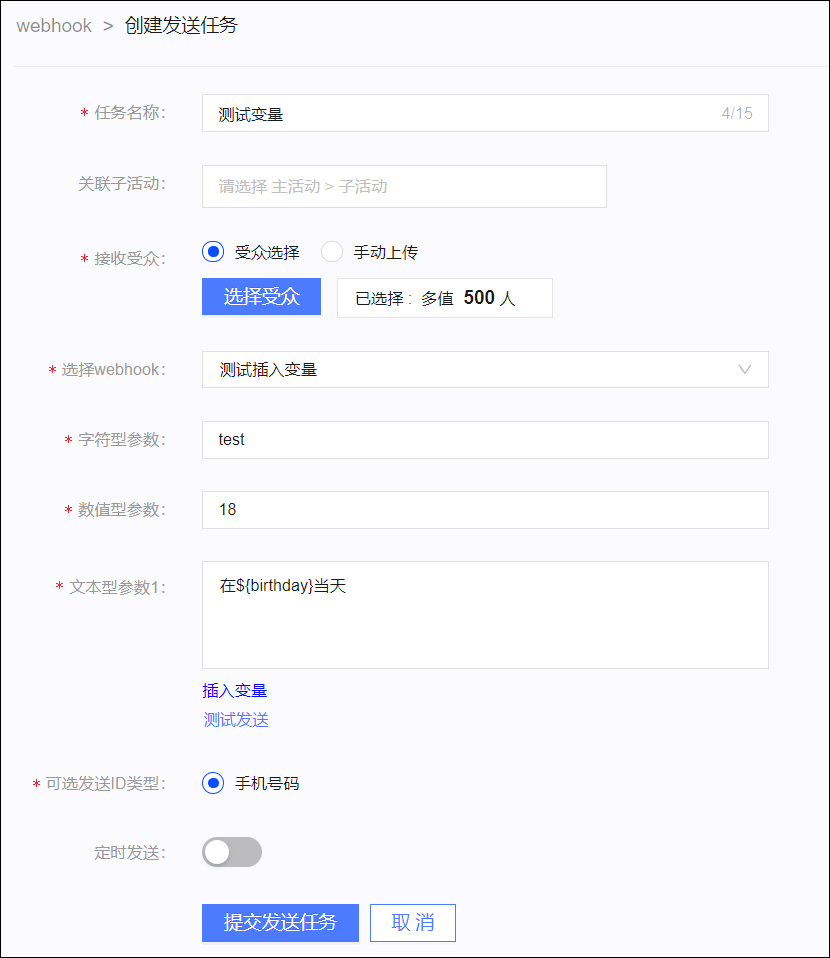 webhook > 创建发送任务
* 任务名称： 测试变量 4/15
关联子活动： 请选择 主活动 > 子活动
* 接收受众： 受众选择 手动上传
选择受众 已选择： 多值 500 人
* 选择webhook： 测试插入变量
* 字符型参数： test
* 数值型参数： 18
* 文本型参数1： 在${birthday}当天
插入变量
测试发送
* 可选发送ID类型： 手机号码
定时发送：
提交发送任务 取 消